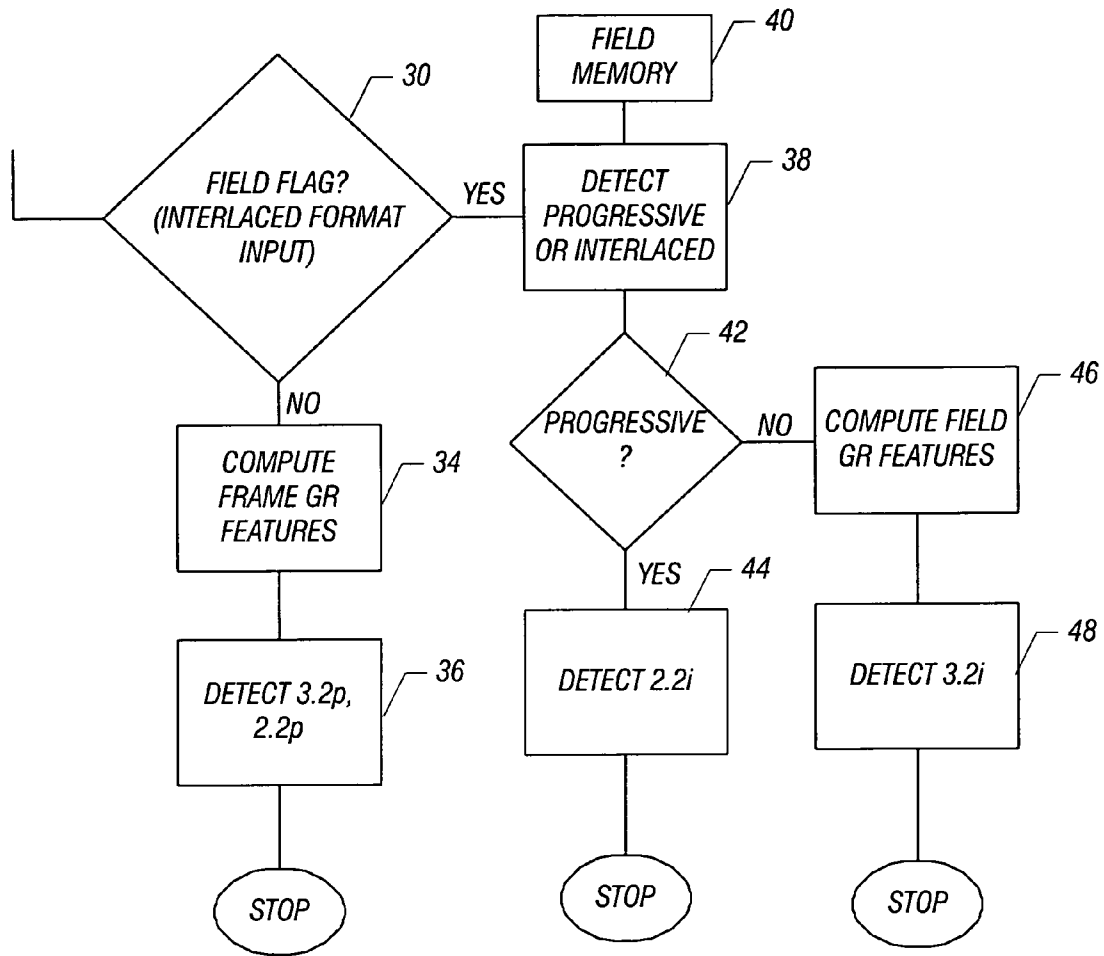 FIELD
MEMORY
40
30
FIELD FLAG?
(INTERLACED FORMAT
INPUT)
YES
DETECT
PROGRESSIVE
OR INTERLACED
38
NO
42
PROGRESSIVE
?
NO
COMPUTE FIELD
GR FEATURES
46
COMPUTE
FRAME GR
FEATURES
34
YES
44
DETECT 3.2p,
2.2p
36
DETECT 2.2i
DETECT 3.2i
48
STOP
STOP
STOP